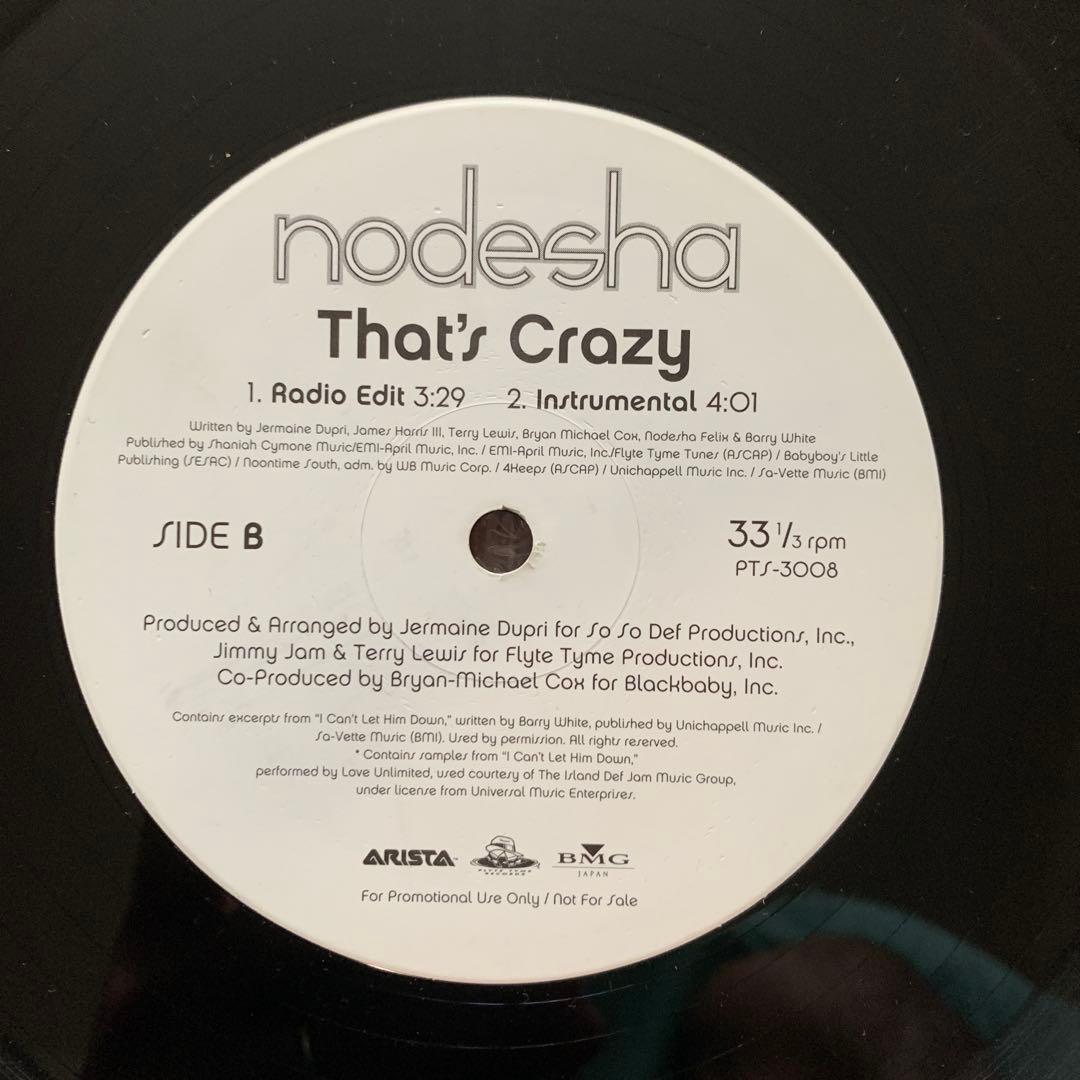 nodesha
That's Crazy
1. Radio Edit 3:29 2. Instrumental 4:01
Written by Jermaine Dupri, James Harris III, Terry Lewis, Bryan Michael Cox, Nodesha Felix & Barry White
Published by Shaniah Cymone Music/EMI-April Music, Inc. / EMI-April Music, Inc./Flyte Tyme Tunes (ASCAP) / Babyboy's Little
Publishing (SESAC) / Noontime South, adm. by WB Music Corp. / 4Heeps (ASCAP) / Unichappell Music Inc. / Sa-Vette Music (BMI)
SIDE B
33 1/3 rpm
PTS-3008
Produced & Arranged by Jermaine Dupri for So So Def Productions, Inc.,
Jimmy Jam & Terry Lewis for Flyte Tyme Productions, Inc.
Co-Produced by Bryan-Michael Cox for Blackbaby, Inc.
Contains excerpts from "I Can't Let Him Down," written by Barry White, published by Unichappell Music Inc. /
Sa-Vette Music (BMI). Used by permission. All rights reserved.
* Contains samples from "I Can't Let Him Down,"
performed by Love Unlimited, used courtesy of The Island Def Jam Music Group,
under license from Universal Music Enterprises.
ARISTA™ FLYTE TYME RECORDS BMG JAPAN
For Promotional Use Only / Not For Sale